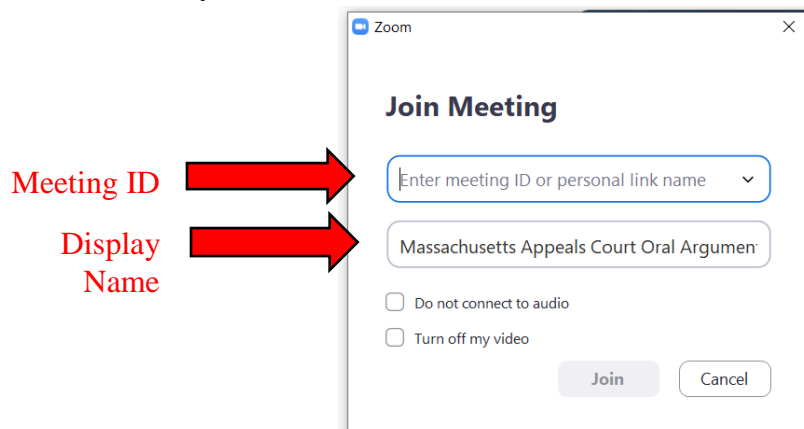 Zoom
Join Meeting
Meeting ID
Enter meeting ID or personal link name
Display
Name
Massachusetts Appeals Court Oral Argumen
Do not connect to audio
Turn off my video
Join Cancel